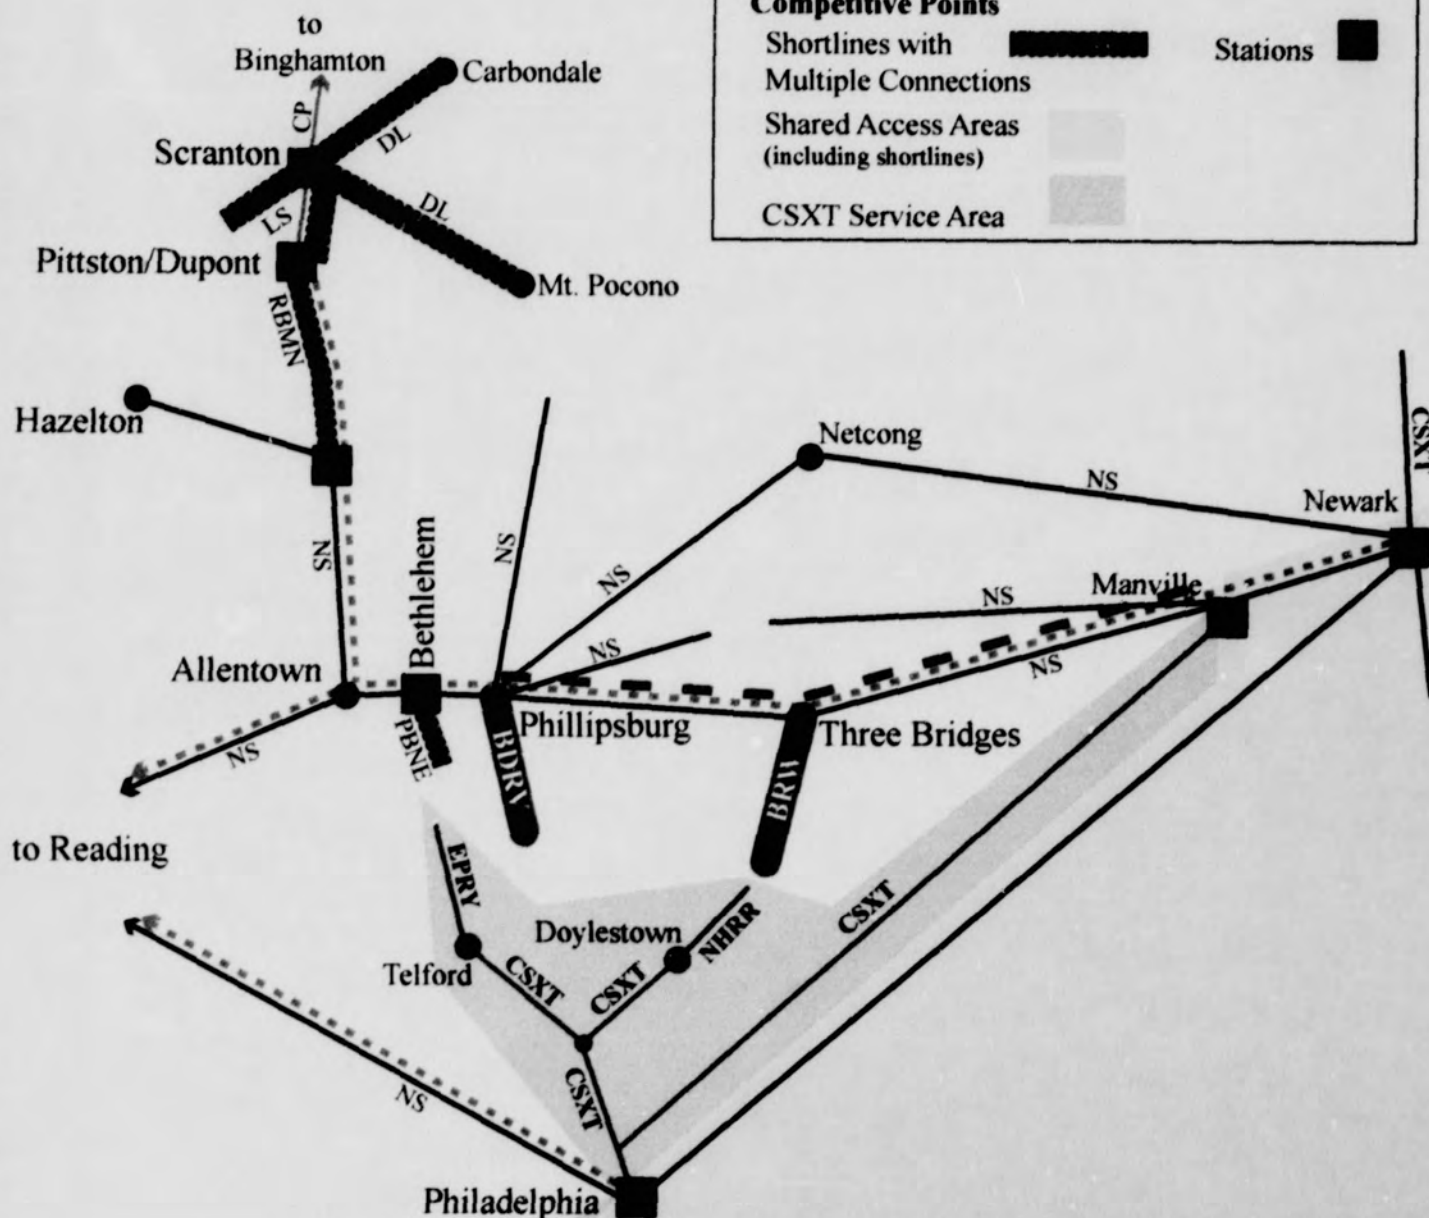 Competitive Points
Shortlines with
Multiple Connections
Stations
Shared Access Areas
(including shortlines)
CSXT Service Area
to
Binghamton
Carbondale
CP
DL
Scranton
DL
LS
Pittston/Dupont
Mt. Pocono
RBMN
Hazelton
Netcong
CSXT
NS
Newark
NS
Bethlehem
NS
NS
Manville
NS
NS
NS
Allentown
Phillipsburg
Three Bridges
NS
PBNE
BDRV
BRW
to Reading
EPRY
CSXT
Doylestown
NHRR
Telford
CSXT
CSXT
CSXT
NS
Philadelphia